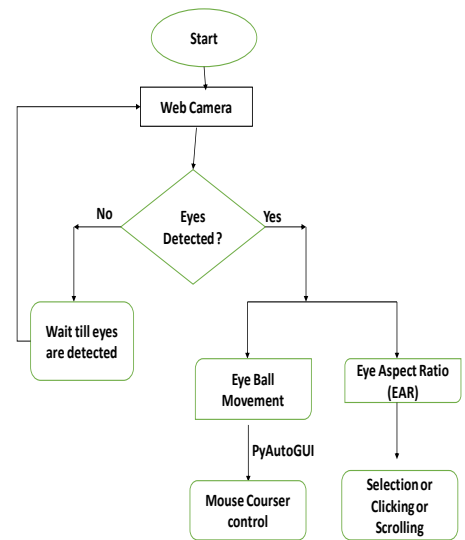 Start
Web Camera
No
Eyes
Detected ?
Yes
Wait till eyes
are detected
Eye Ball
Movement
Eye Aspect Ratio
(EAR)
PyAutoGUI
Mouse Courser
control
Selection or
Clicking or
Scrolling